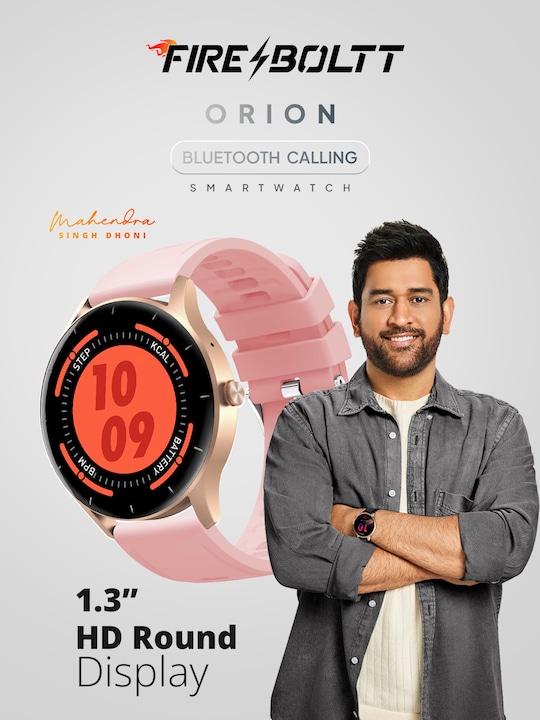 FIRE BOLTT
ORION
BLUETOOTH CALLING
SMARTWATCH
Mahendra
SINGH DHONI
STEP
KCAL
10
09
BPM
BATTERY
1.3”
HD Round
Display